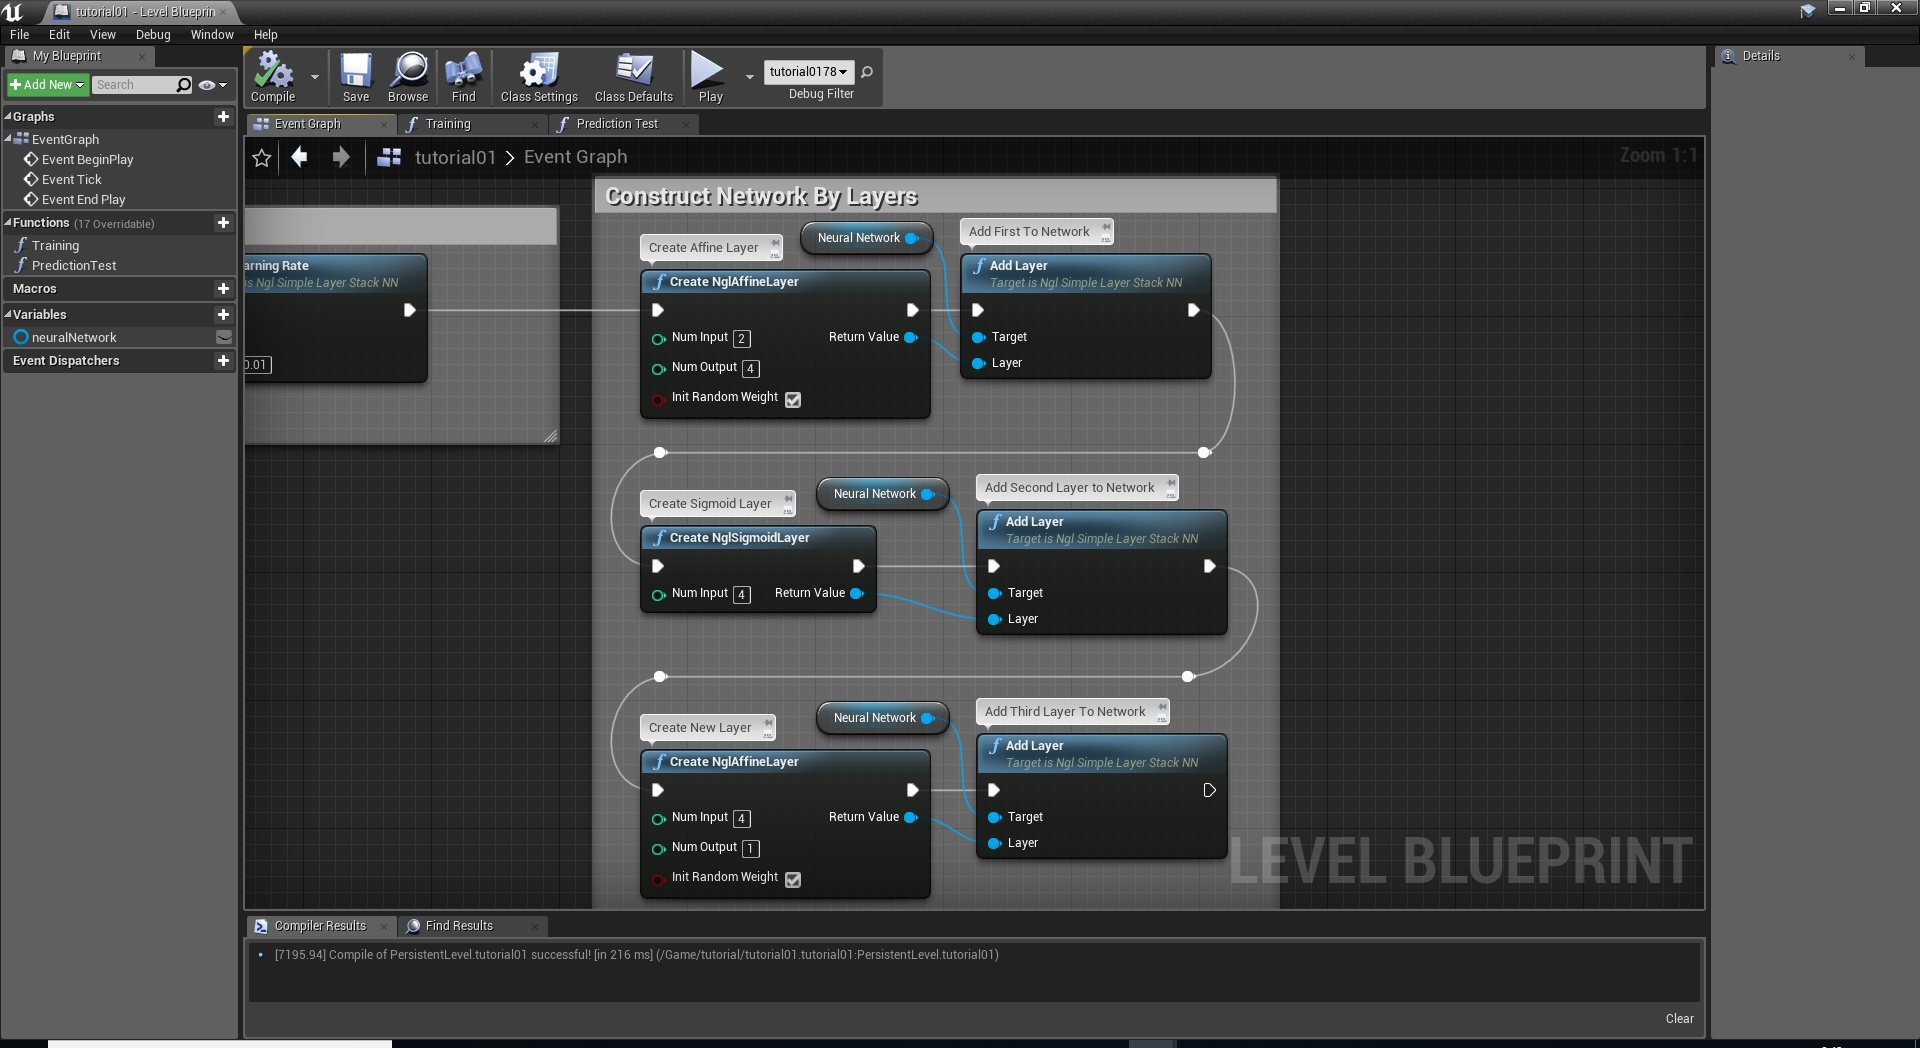 tutorial01 - Level Blueprin
File Edit View Debug Window Help
My Blueprint
Add New
Search
Graphs
EventGraph
Event BeginPlay
Event Tick
Event End Play
Functions (17 Overridable)
Training
PredictionTest
Macros
Variables
neuralNetwork
Event Dispatchers
Compile
Save
Browse
Find
Class Settings
Class Defaults
Play
tutorial0178
Debug Filter
Details
Event Graph
Training
Prediction Test
tutorial01 > Event Graph
Zoom 1:1
arning Rate
is Ngl Simple Layer Stack NN
0.01
Construct Network By Layers
Create Affine Layer
Neural Network
Add First To Network
Create NglAffineLayer
Num Input 2
Return Value
Num Output 4
Init Random Weight
Add Layer
Target is Ngl Simple Layer Stack NN
Target
Layer
Create Sigmoid Layer
Neural Network
Add Second Layer to Network
Create NglSigmoidLayer
Num Input 4
Return Value
Add Layer
Target is Ngl Simple Layer Stack NN
Target
Layer
Create New Layer
Neural Network
Add Third Layer To Network
Create NglAffineLayer
Num Input 4
Return Value
Num Output 1
Init Random Weight
Add Layer
Target is Ngl Simple Layer Stack NN
Target
Layer
LEVEL BLUEPRINT
Compiler Results
Find Results
[7195.94] Compile of PersistentLevel.tutorial01 successful! [in 216 ms] (/Game/tutorial/tutorial01.tutorial01:PersistentLevel.tutorial01)
Clear